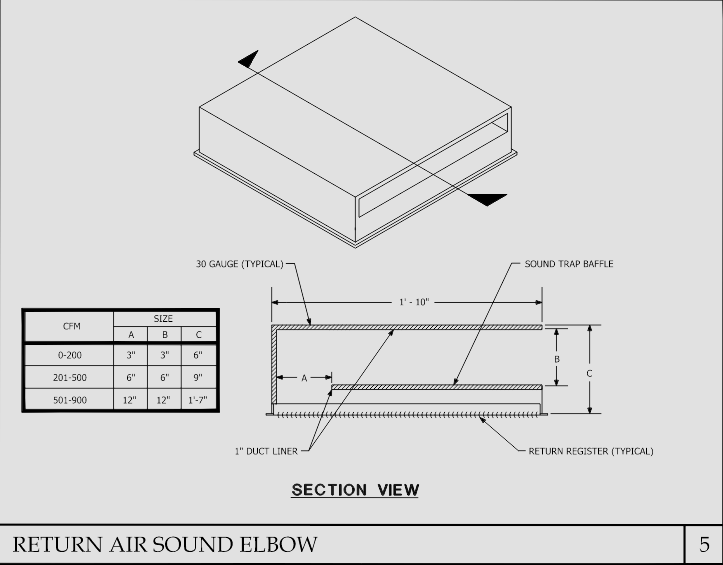 30 GAUGE (TYPICAL)
SOUND TRAP BAFFLE
1' - 10"
CFM
SIZE
A B C
0-200 3" 3" 6"
201-500 6" 6" 9"
501-900 12" 12" 1'-7"
A
B
C
1" DUCT LINER
RETURN REGISTER (TYPICAL)
SECTION VIEW
RETURN AIR SOUND ELBOW
5